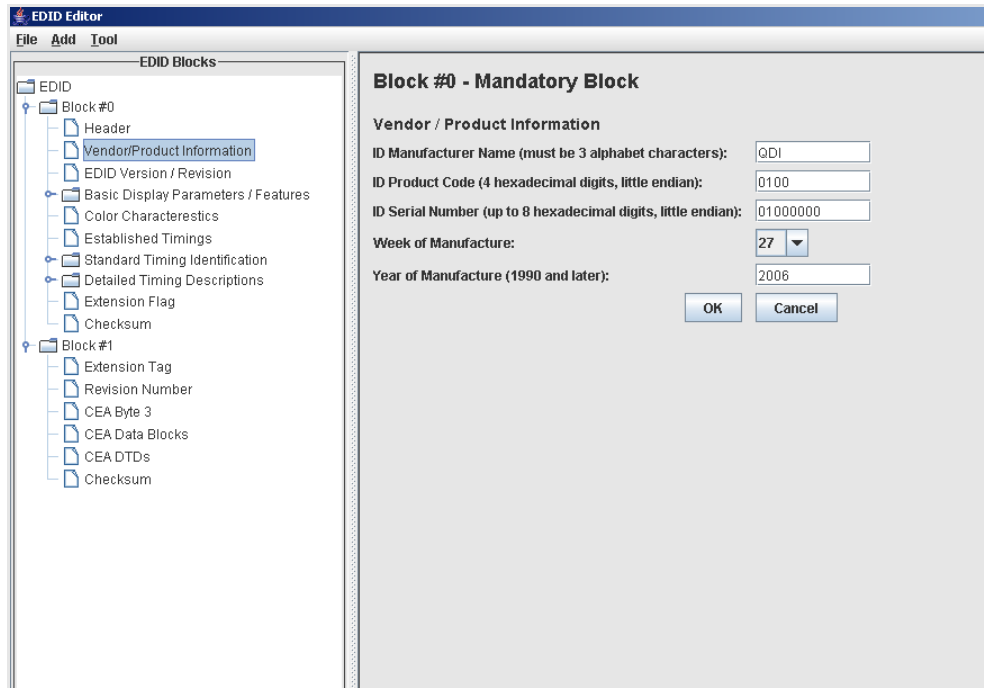 EDID Editor
File Add Tool
EDID Blocks
EDID
Block #0
Header
Vendor/Product Information
EDID Version / Revision
Basic Display Parameters / Features
Color Characterestics
Established Timings
Standard Timing Identification
Detailed Timing Descriptions
Extension Flag
Checksum
Block #1
Extension Tag
Revision Number
CEA Byte 3
CEA Data Blocks
CEA DTDs
Checksum
Block #0 - Mandatory Block
Vendor / Product Information
ID Manufacturer Name (must be 3 alphabet characters): QDI
ID Product Code (4 hexadecimal digits, little endian): 0100
ID Serial Number (up to 8 hexadecimal digits, little endian): 01000000
Week of Manufacture: 27
Year of Manufacture (1990 and later): 2006
OK Cancel